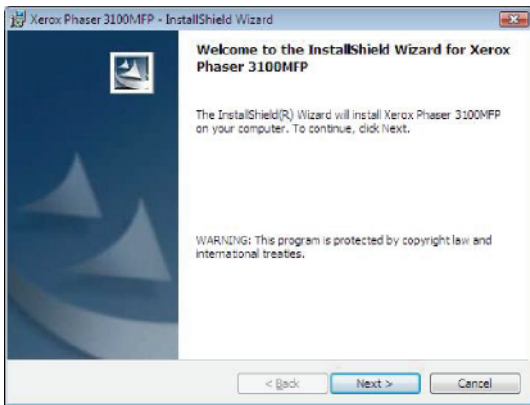 Xerox Phaser 3100MFP - InstallShield Wizard
Welcome to the InstallShield Wizard for Xerox
Phaser 3100MFP
The InstallShield(R) Wizard will install Xerox Phaser 3100MFP
on your computer. To continue, click Next.
WARNING: This program is protected by copyright law and
international treaties.
< Back
Next >
Cancel